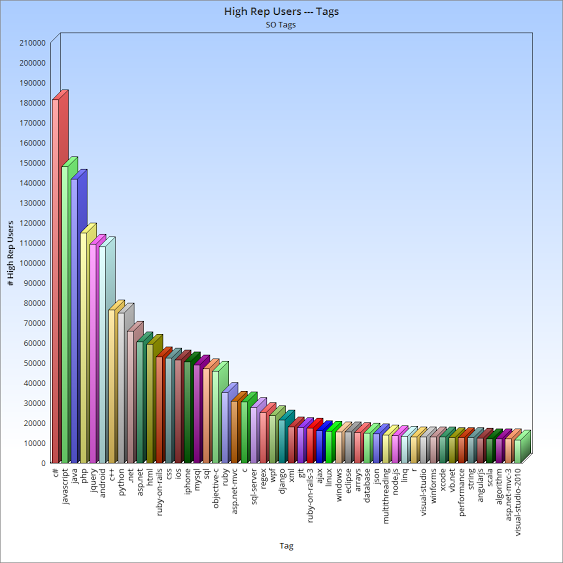 High Rep Users --- Tags
SO Tags
210000
200000
190000
180000
170000
160000
150000
140000
130000
120000
110000
100000
90000
80000
70000
60000
50000
40000
30000
20000
10000
0
# High Rep Users
c#
javascript
java
php
jquery
android
c++
python
.net
asp.net
html
ruby-on-rails
css
ios
iphone
mysql
sql
objective-c
ruby
asp.net-mvc
c
sql-server
regex
wpf
django
xml
git
ruby-on-rails-3
ajax
linux
windows
eclipse
arrays
database
json
multithreading
node.js
linq
r
visual-studio
winforms
xcode
vb.net
performance
string
angularjs
scala
algorithm
asp.net-mvc-3
visual-studio-2010
Tag